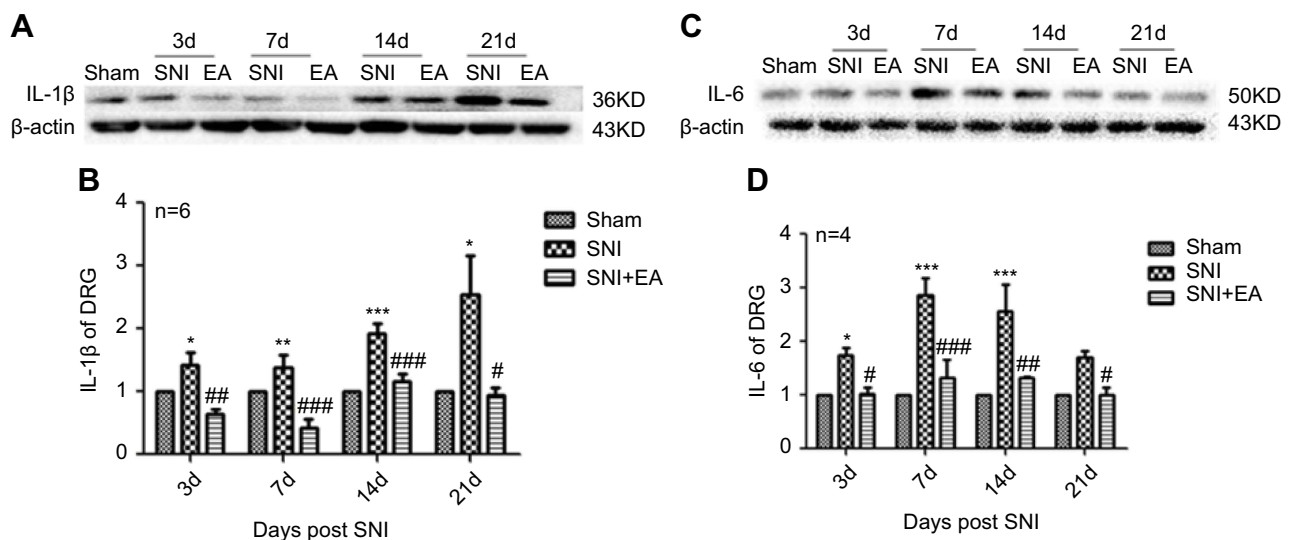 A
3d 7d 14d 21d
Sham SNI EA SNI EA SNI EA SNI EA
IL-1β 36KD
β-actin 43KD
B
4
3
2
1
0
IL-1β of DRG
n=6
Sham
SNI
SNI+EA
* ## ** ### *** ### * #
3d 7d 14d 21d
Days post SNI
C
3d 7d 14d 21d
Sham SNI EA SNI EA SNI EA SNI EA
IL-6 50KD
β-actin 43KD
D
4
3
2
1
0
IL-6 of DRG
n=4
Sham
SNI
SNI+EA
* # *** ### *** ## #
3d 7d 14d 21d
Days post SNI